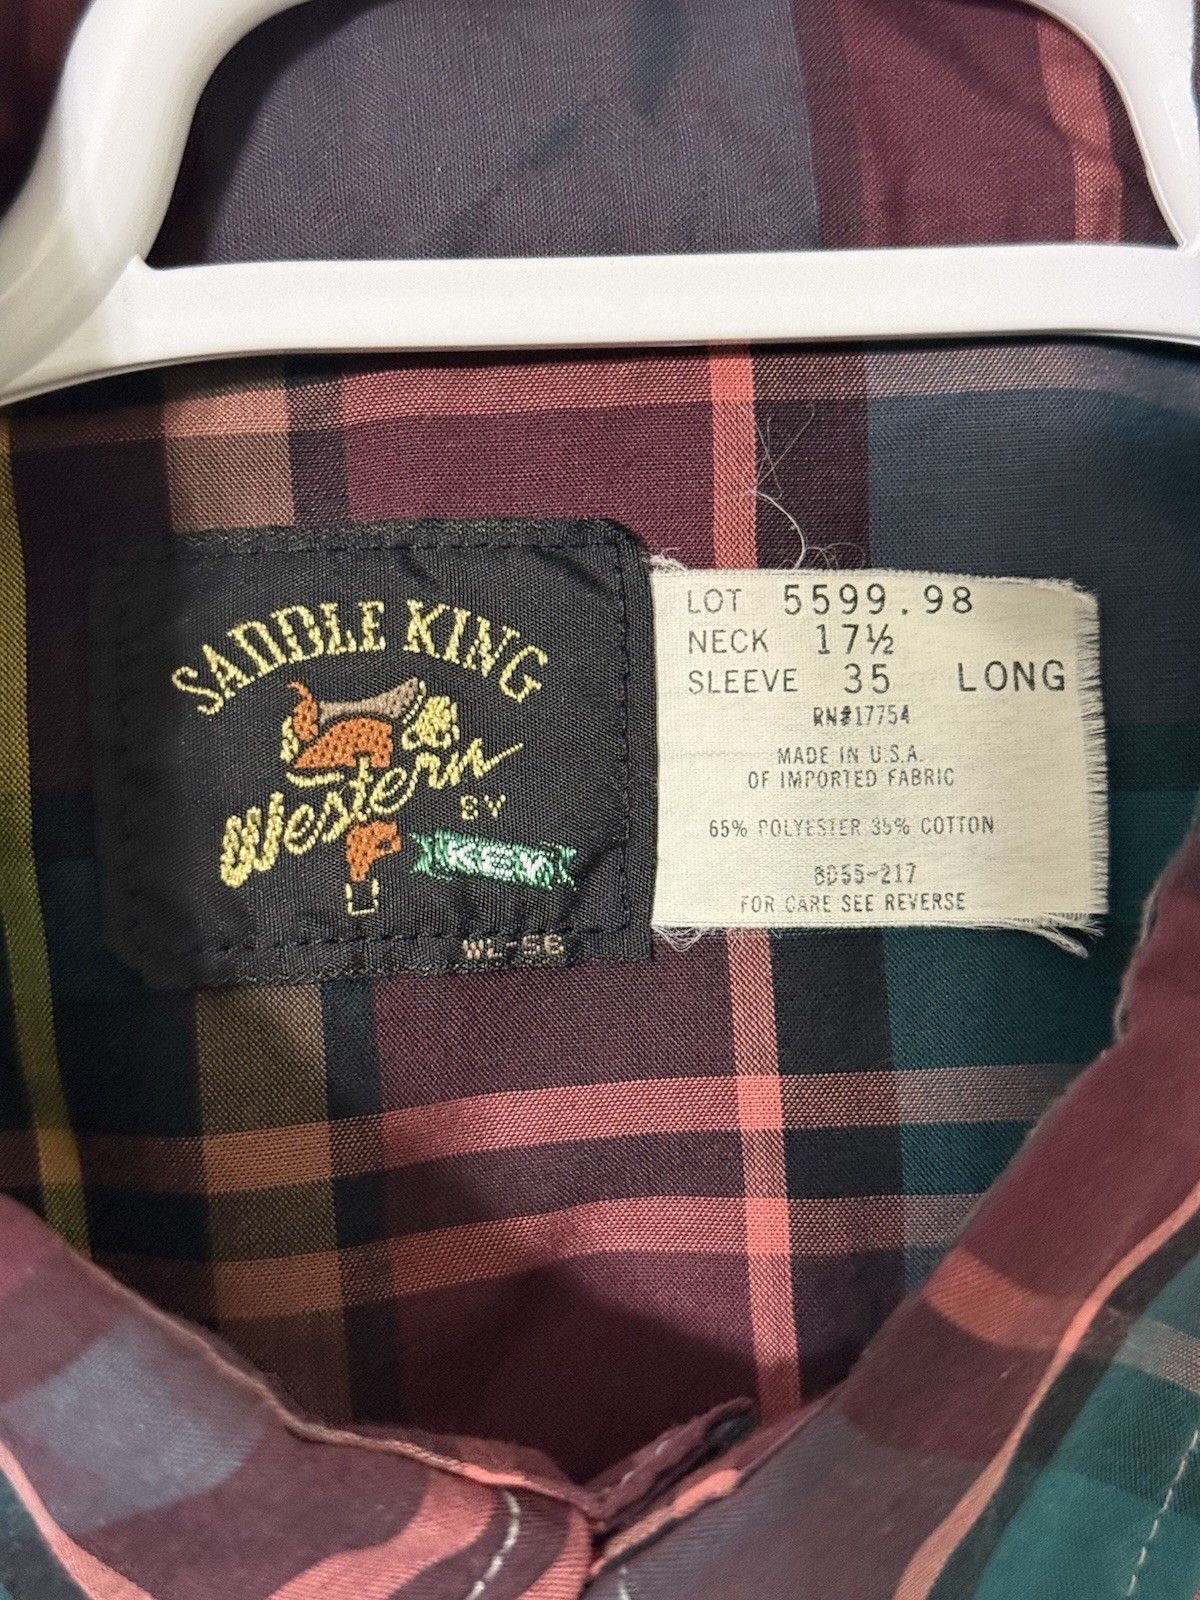 SADDLE KING
Western
BY
KEY
WL-56
LOT 5599.98
NECK 17½
SLEEVE 35 LONG
RN#17754
MADE IN U.S.A.
OF IMPORTED FABRIC
65% POLYESTER 35% COTTON
8D55-217
FOR CARE SEE REVERSE